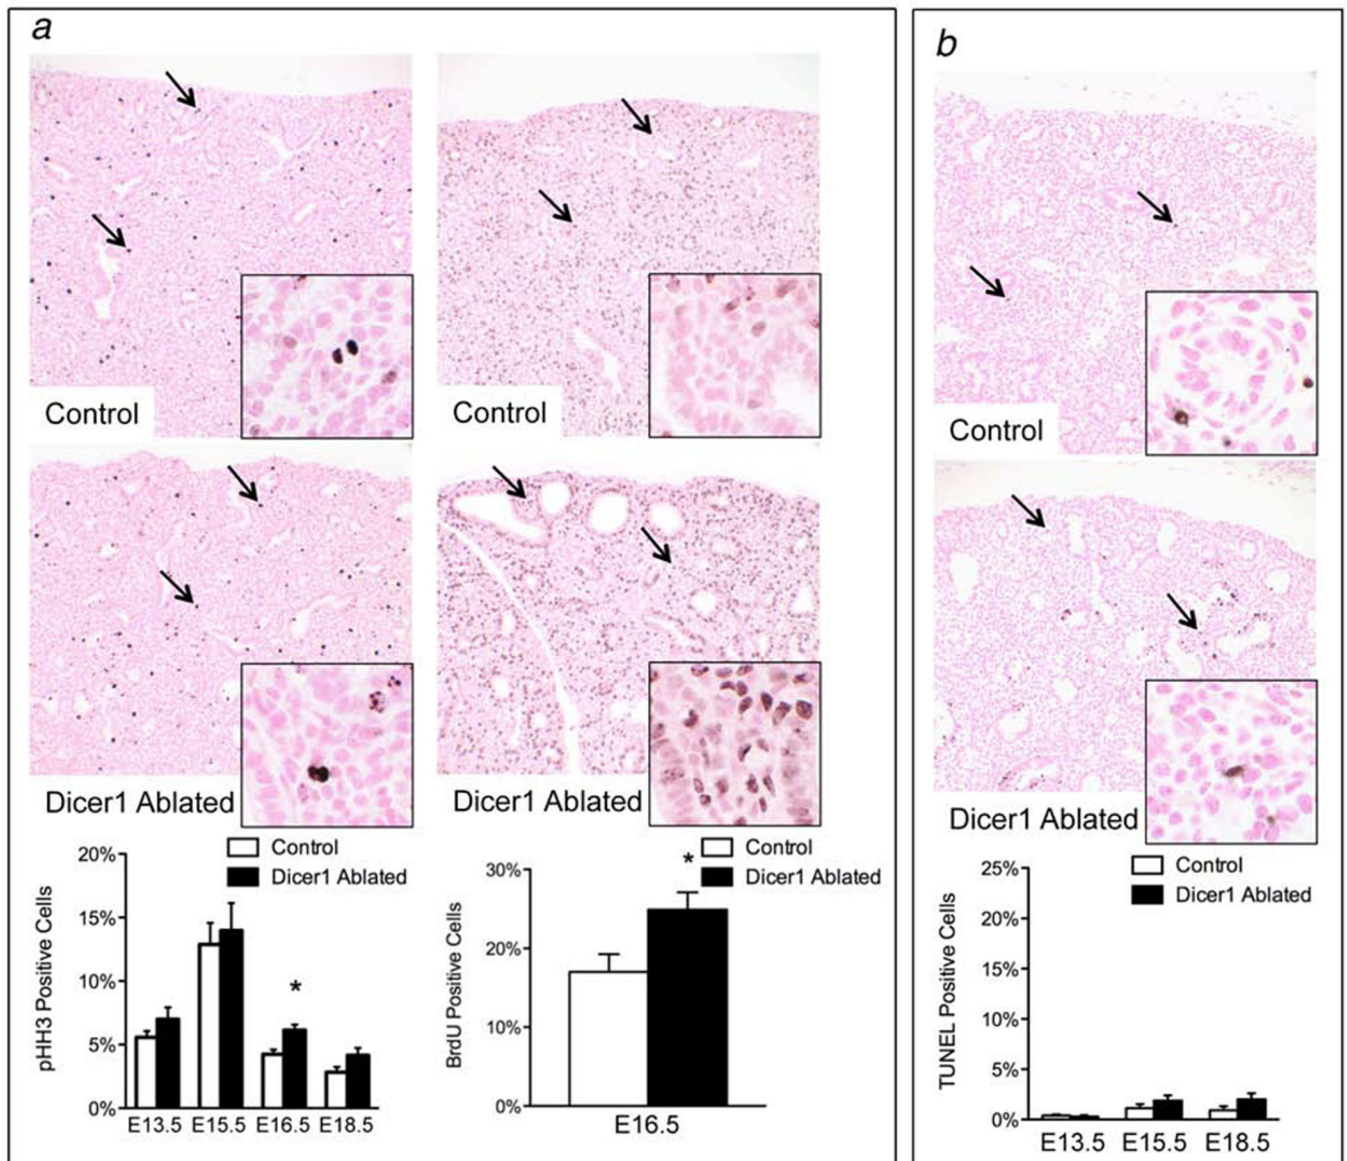 a
Control
Control
Dicer1 Ablated
Dicer1 Ablated
Control
Dicer1 Ablated
20%
15%
10%
5%
0%
pHH3 Positive Cells
*
E13.5 E15.5 E16.5 E18.5
Control
Dicer1 Ablated
*
30%
20%
10%
0%
BrdU Positive Cells
E16.5
b
Control
Dicer1 Ablated
Control
Dicer1 Ablated
25%
20%
15%
10%
5%
0%
TUNEL Positive Cells
E13.5 E15.5 E18.5